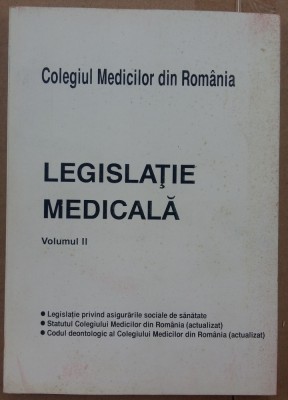 Colegiul Medicilor din România
LEGISLAŢIE
MEDICALĂ
Volumul II
● Legislaţie privind asigurările sociale de sănătate
● Statutul Colegiului Medicilor din România (actualizat)
● Codul deontologic al Colegiului Medicilor din România (actualizat)